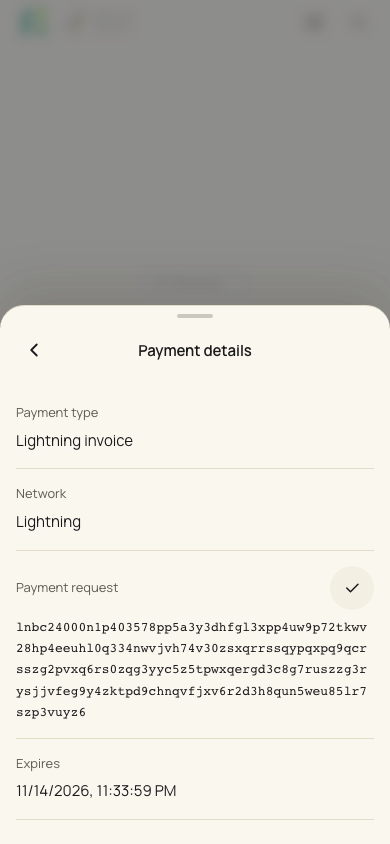 Payment details
Payment type
Lightning invoice
Network
Lightning
Payment request
lnbc24000n1p403578pp5a3y3dhfgl3xpp4uw9p72tkwv
28hp4eeuhl0q334nwvjvh74v30zsxqrrssqypqxpq9qcr
sszg2pvxq6rs0zqg3yyc5z5tpwxqergd3c8g7ruszzg3r
ysjjvfeg9y4zktpd9chnqvfjxv6r2d3h8qun5weu85lr7
szp3vuyz6
Expires
11/14/2026, 11:33:59 PM